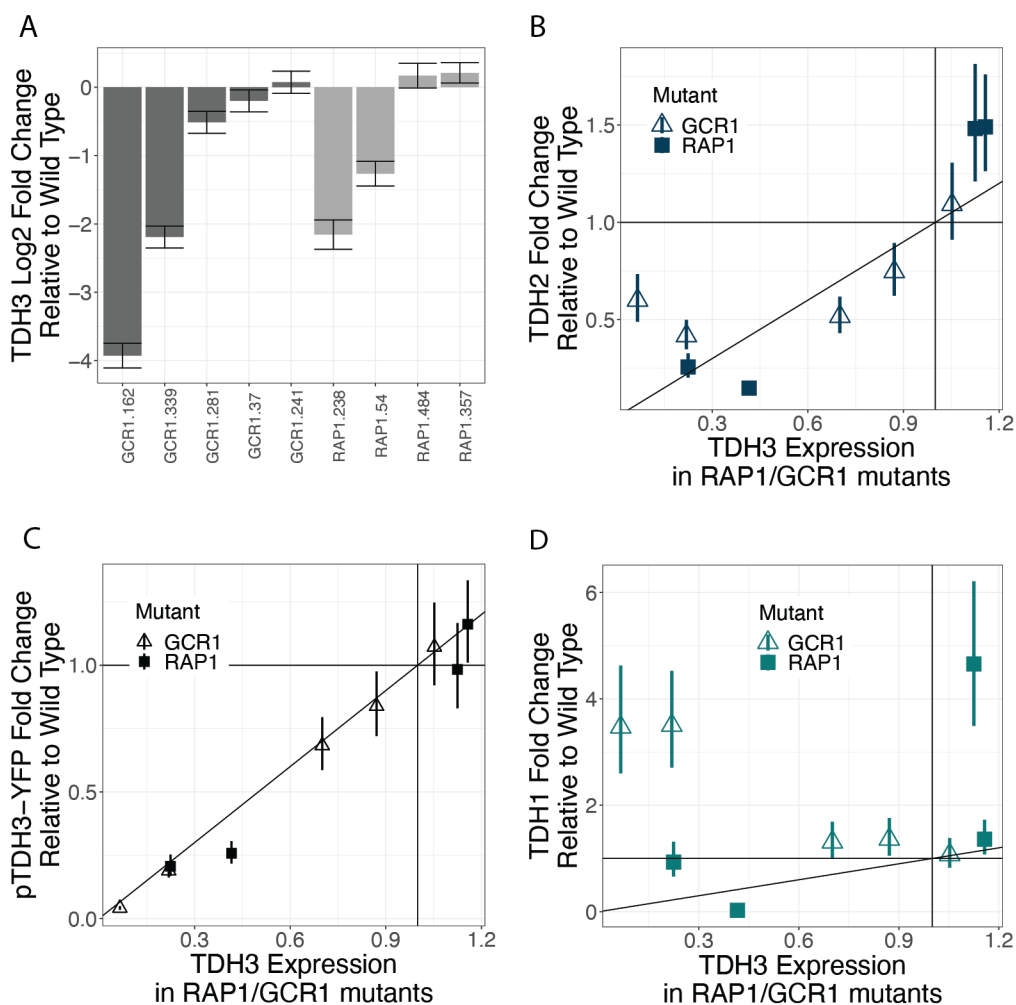 A
TDH3 Log2 Fold Change
Relative to Wild Type
0
−1
−2
−3
−4
GCR1.162
GCR1.339
GCR1.281
GCR1.37
GCR1.241
RAP1.238
RAP1.54
RAP1.484
RAP1.357
B
TDH2 Fold Change
Relative to Wild Type
1.5
1.0
0.5
Mutant
GCR1
RAP1
0.3 0.6 0.9 1.2
TDH3 Expression
in RAP1/GCR1 mutants
C
pTDH3−YFP Fold Change
Relative to Wild Type
1.0
0.5
0.0
Mutant
GCR1
RAP1
0.3 0.6 0.9 1.2
TDH3 Expression
in RAP1/GCR1 mutants
D
TDH1 Fold Change
Relative to Wild Type
6
4
2
0
Mutant
GCR1
RAP1
0.3 0.6 0.9 1.2
TDH3 Expression
in RAP1/GCR1 mutants